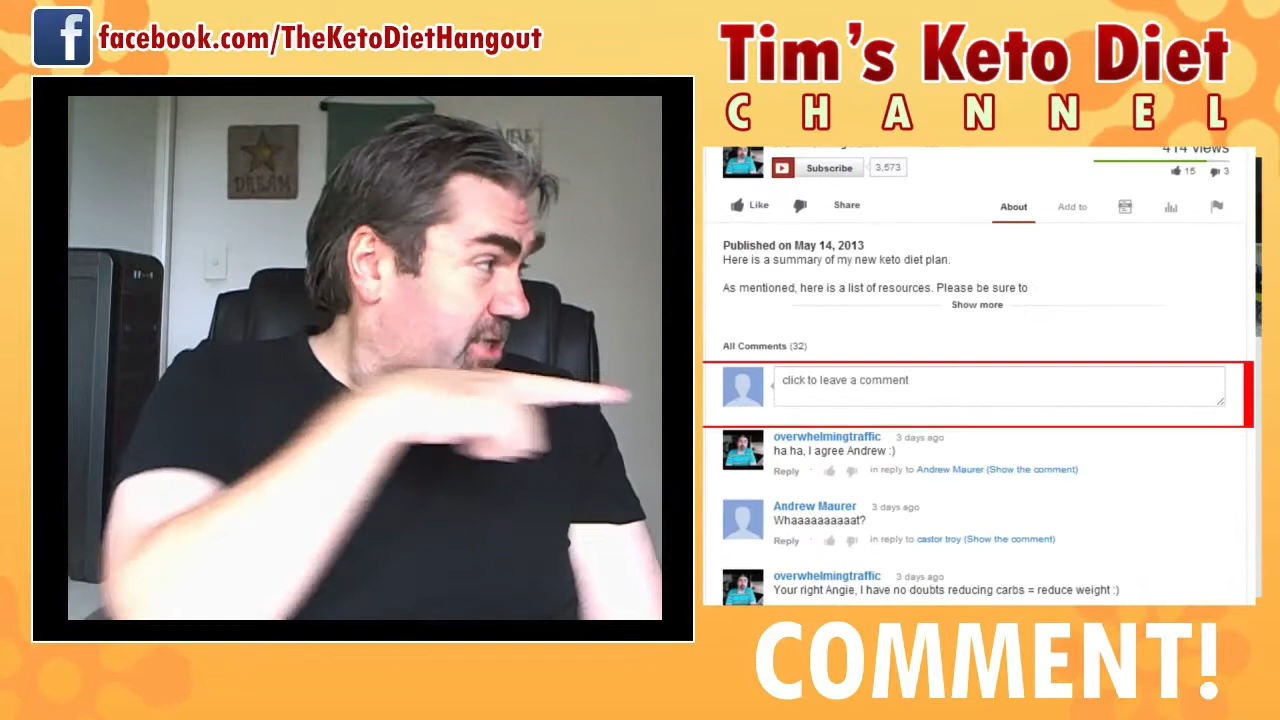 facebook.com/TheKetoDietHangout
DREAM
Tim's Keto Diet
CHANNEL
414 views
Subscribe 3,573
15 3
Like Share About Add to
Published on May 14, 2013
Here is a summary of my new keto diet plan.
As mentioned, here is a list of resources. Please be sure to
Show more
All Comments (32)
click to leave a comment
overwhelmingtraffic 3 days ago
ha ha, I agree Andrew :)
Reply in reply to Andrew Maurer (Show the comment)
Andrew Maurer 3 days ago
Whaaaaaaaaaat?
Reply in reply to castor troy (Show the comment)
overwhelmingtraffic 3 days ago
Your right Angie, I have no doubts reducing carbs = reduce weight :)
COMMENT!